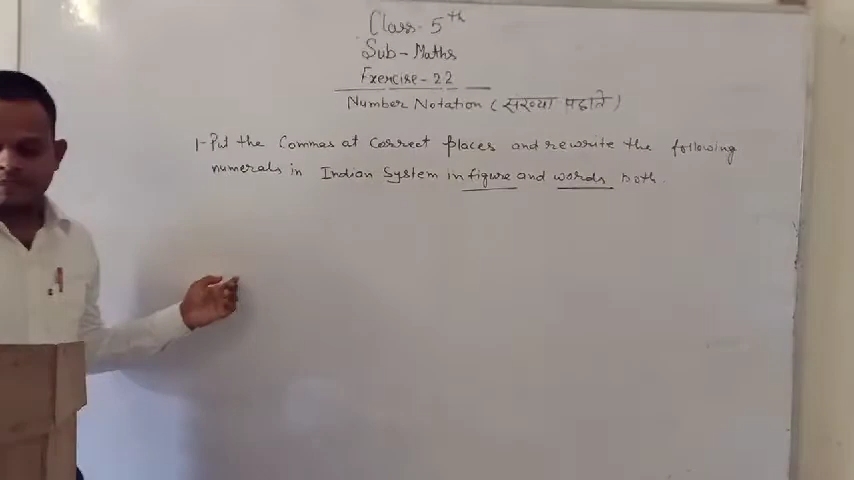 Class - 5th
Sub - Maths
Exercise - 22
Number Notation (संख्या पद्धति)
1- Put the Commas at Correct places and rewrite the following
numerals in Indian System in figure and words both.